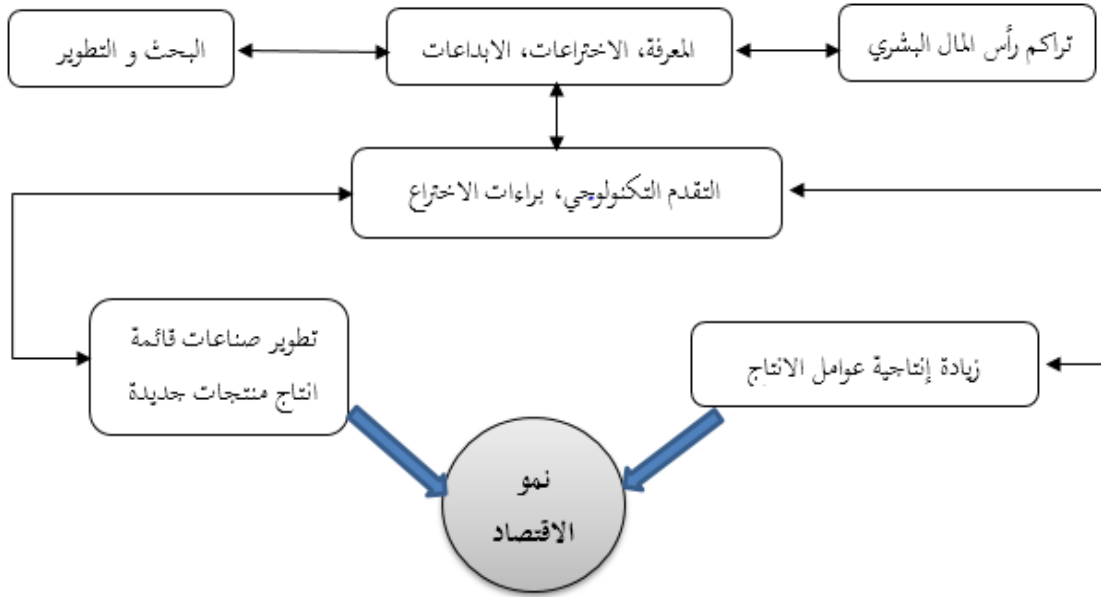 تراكم رأس المال البشري
المعرفة، الاختراعات، الابداعات
البحث و التطوير
التقدم التكنولوجي، براءات الاختراع
زيادة إنتاجية عوامل الانتاج
تطوير صناعات قائمة
انتاج منتجات جديدة
نمو
الاقتصاد